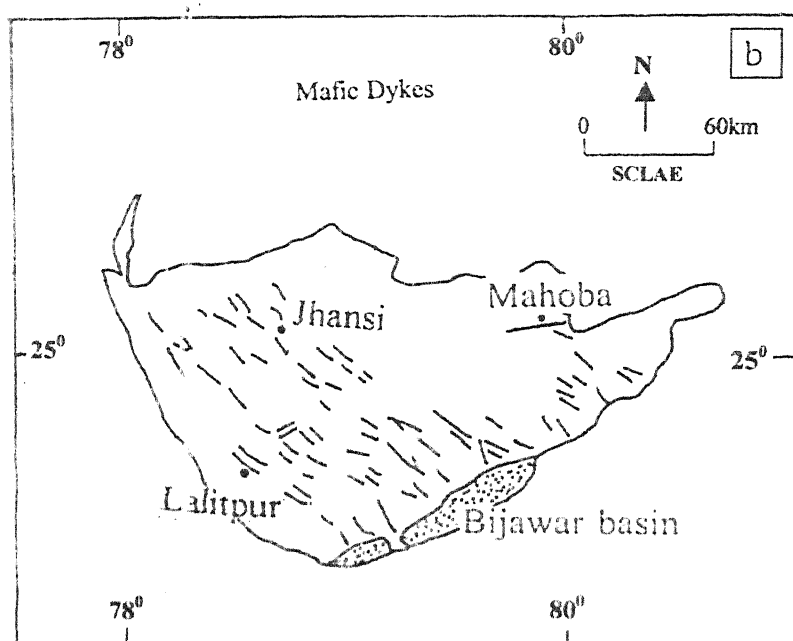 78⁰
80⁰
b
N
Mafic Dykes
0 60km
SCLAE
Mahoba
Jhansi
25⁰
25⁰
Lalitpur
Bijawar basin
78⁰
80⁰